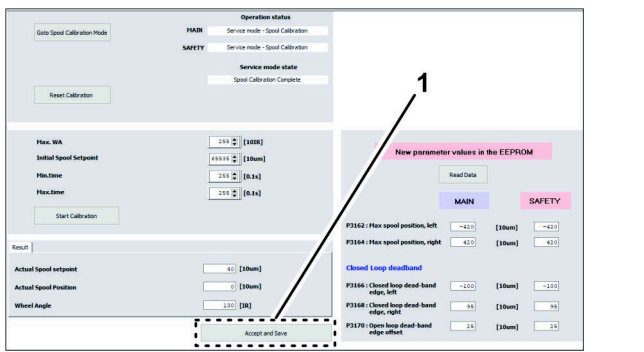 Operation status
Goto Spool Calibration Mode
MAIN Service mode - Spool Calibration
SAFETY Service mode - Spool Calibration
Service mode state
Spool Calibration Complete
Reset Calibration
1
Max. WA 255 [10IR]
Initial Spool Setpoint 65535 [10um]
Min.time 255 [0.1s]
Max.time 255 [0.1s]
Start Calibration
Result
Actual Spool setpoint 40 [10um]
Actual Spool Position 0 [10um]
Wheel Angle 130 [IR]
Accept and Save
New parameter values in the EEPROM
Read Data
MAIN SAFETY
P3162 : Max spool position, left -420 [10um] -420
P3164 : Max spool position, right 420 [10um] 420
Closed Loop deadband
P3166 : Closed loop dead-band -100 [10um] -100
edge, left
P3168 : Closed loop dead-band 95 [10um] 95
edge, right
P3170 : Open loop dead-band 25 [10um] 25
edge offset